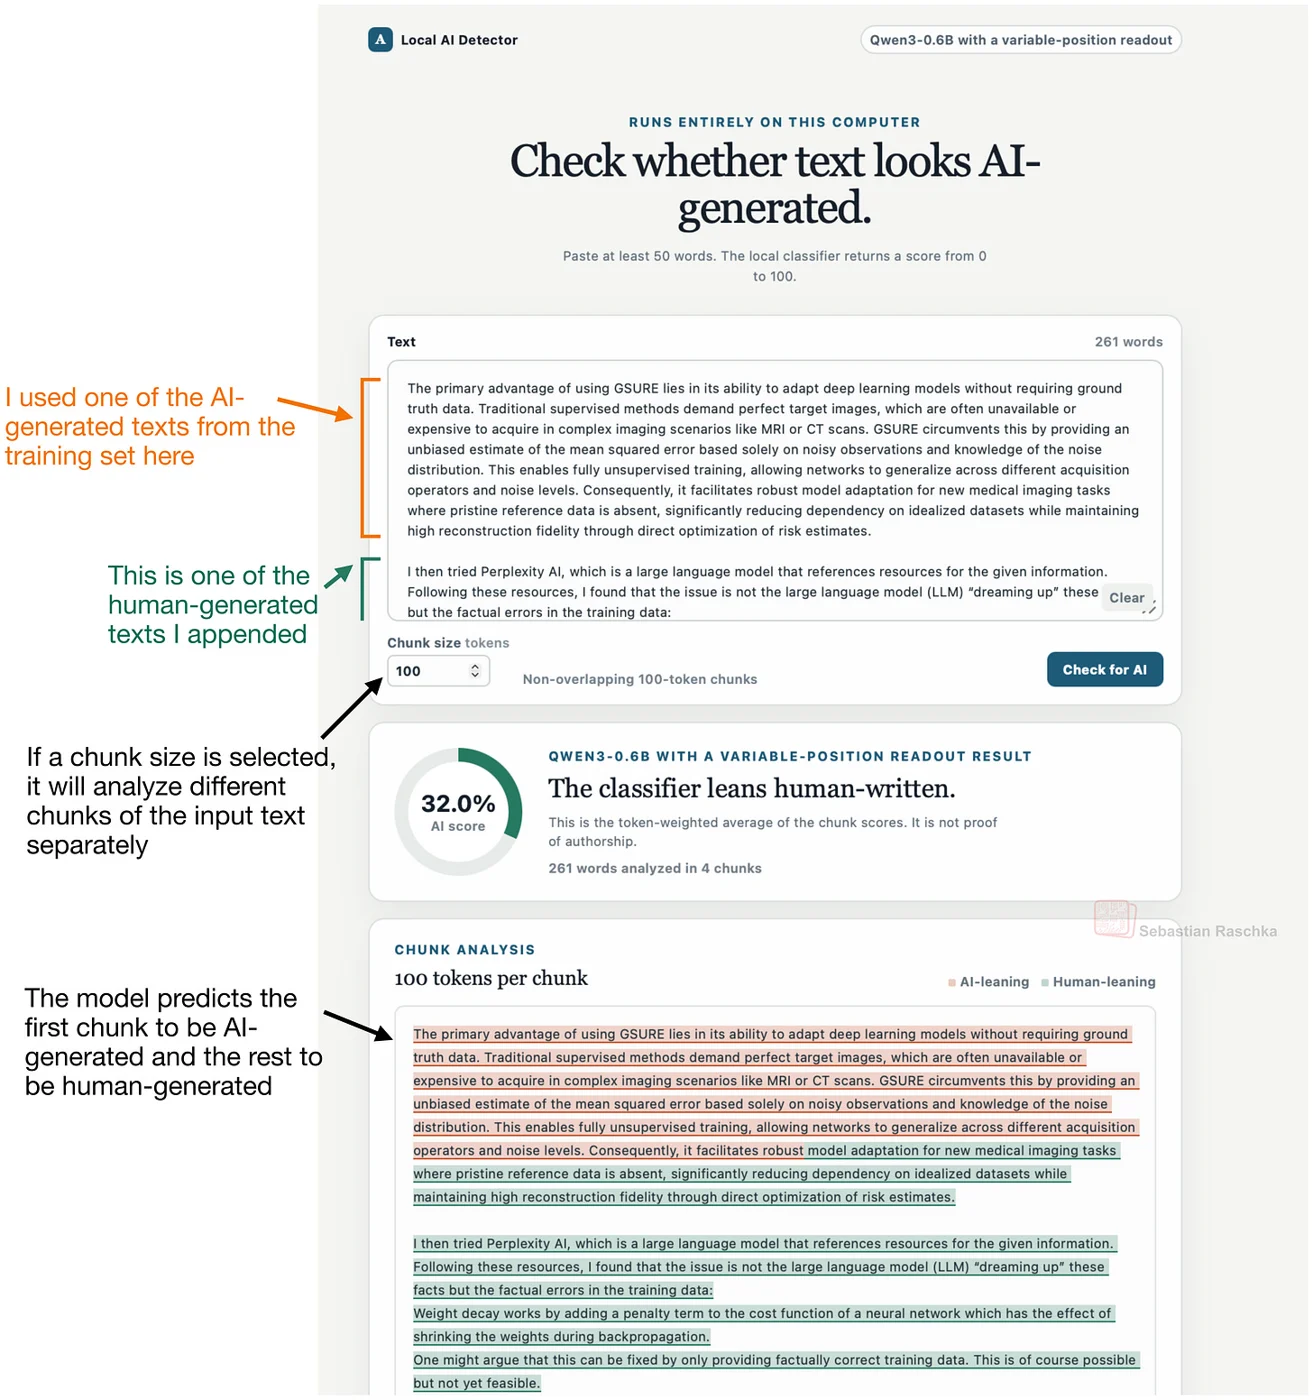 A Local AI Detector
Qwen3-0.6B with a variable-position readout
RUNS ENTIRELY ON THIS COMPUTER
Check whether text looks AI-
generated.
Paste at least 50 words. The local classifier returns a score from 0
to 100.
Text
261 words
I used one of the AI-
generated texts from the
training set here
The primary advantage of using GSURE lies in its ability to adapt deep learning models without requiring ground
truth data. Traditional supervised methods demand perfect target images, which are often unavailable or
expensive to acquire in complex imaging scenarios like MRI or CT scans. GSURE circumvents this by providing an
unbiased estimate of the mean squared error based solely on noisy observations and knowledge of the noise
distribution. This enables fully unsupervised training, allowing networks to generalize across different acquisition
operators and noise levels. Consequently, it facilitates robust model adaptation for new medical imaging tasks
where pristine reference data is absent, significantly reducing dependency on idealized datasets while maintaining
high reconstruction fidelity through direct optimization of risk estimates.
This is one of the
human-generated
texts I appended
I then tried Perplexity AI, which is a large language model that references resources for the given information.
Following these resources, I found that the issue is not the large language model (LLM) “dreaming up” these
but the factual errors in the training data:
Clear
Chunk size tokens
100
Non-overlapping 100-token chunks
Check for AI
If a chunk size is selected,
it will analyze different
chunks of the input text
separately
32.0%
AI score
QWEN3-0.6B WITH A VARIABLE-POSITION READOUT RESULT
The classifier leans human-written.
This is the token-weighted average of the chunk scores. It is not proof
of authorship.
261 words analyzed in 4 chunks
Sebastian Raschka
CHUNK ANALYSIS
100 tokens per chunk
AI-leaning
Human-leaning
The model predicts the
first chunk to be AI-
generated and the rest to
be human-generated
The primary advantage of using GSURE lies in its ability to adapt deep learning models without requiring ground
truth data. Traditional supervised methods demand perfect target images, which are often unavailable or
expensive to acquire in complex imaging scenarios like MRI or CT scans. GSURE circumvents this by providing an
unbiased estimate of the mean squared error based solely on noisy observations and knowledge of the noise
distribution. This enables fully unsupervised training, allowing networks to generalize across different acquisition
operators and noise levels. Consequently, it facilitates robust model adaptation for new medical imaging tasks
where pristine reference data is absent, significantly reducing dependency on idealized datasets while
maintaining high reconstruction fidelity through direct optimization of risk estimates.
I then tried Perplexity AI, which is a large language model that references resources for the given information.
Following these resources, I found that the issue is not the large language model (LLM) “dreaming up” these
facts but the factual errors in the training data:
Weight decay works by adding a penalty term to the cost function of a neural network which has the effect of
shrinking the weights during backpropagation.
One might argue that this can be fixed by only providing factually correct training data. This is of course possible
but not yet feasible.